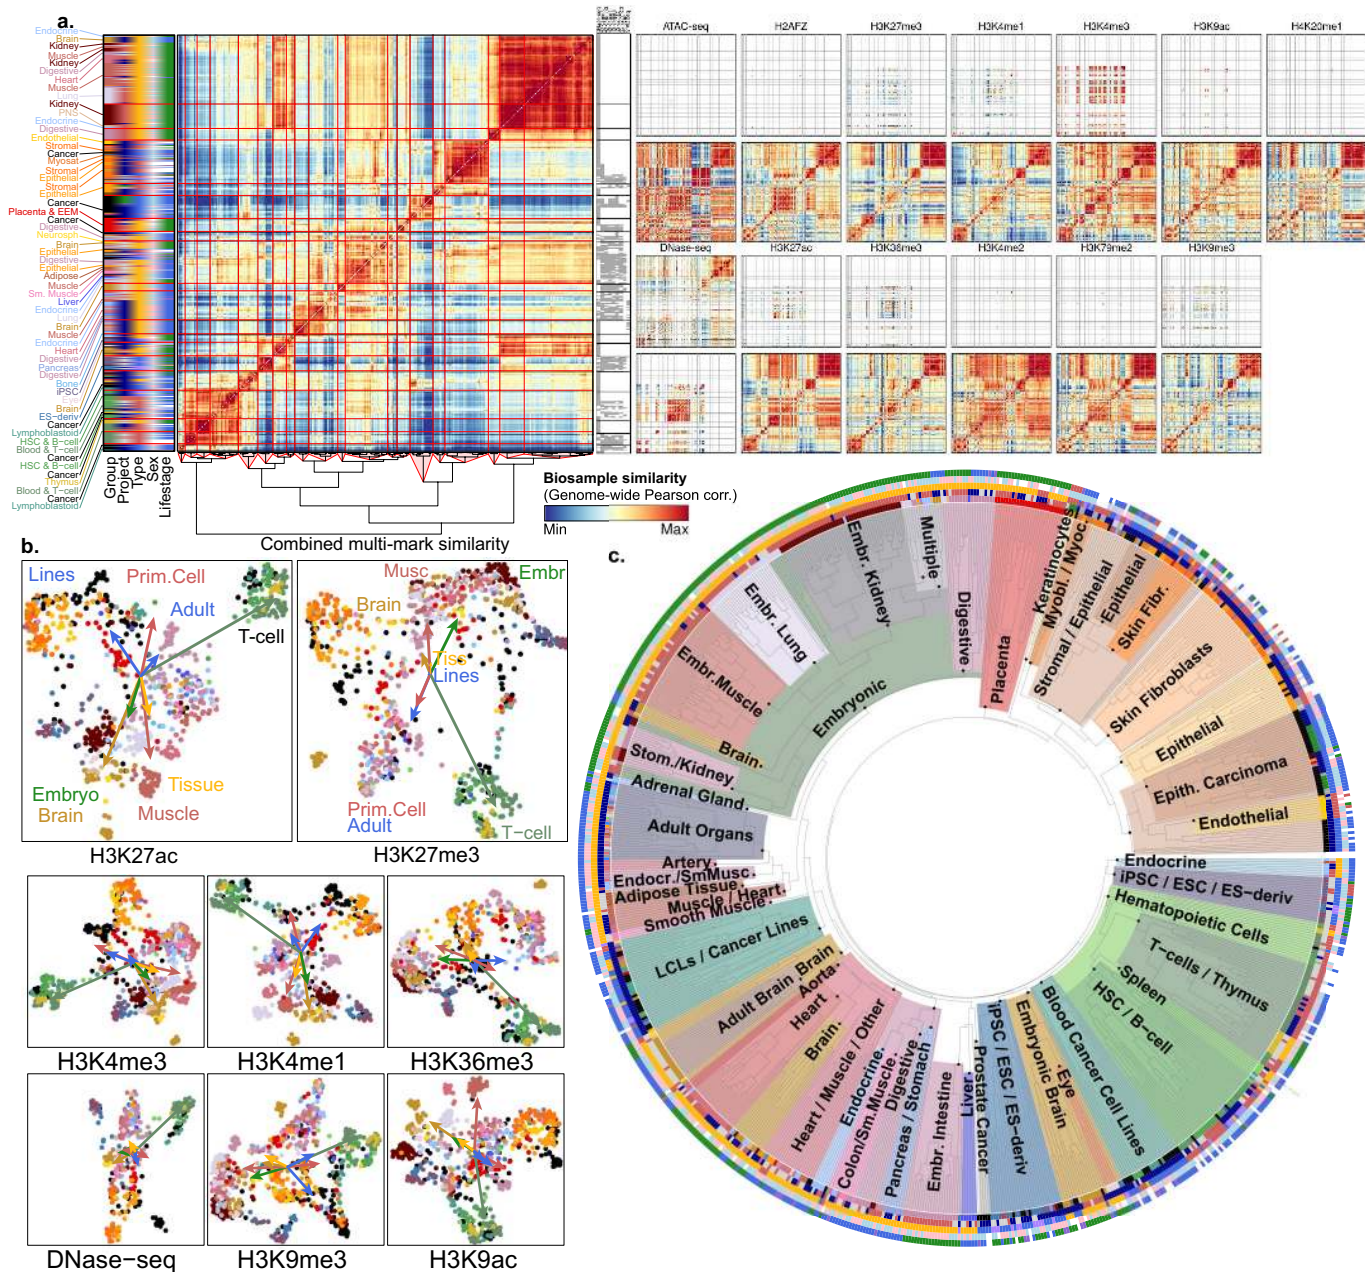 a.
Endocrine
Brain
Kidney
Muscle
Kidney
Digestive
Heart
Muscle
Lung
Kidney
PNS
Endocrine
Digestive
Endothelial
Stromal
Cancer
Myosat
Stromal
Epithelial
Stromal
Epithelial
Cancer
Placenta & EEM
Cancer
Digestive
Neurosph
Brain
Epithelial
Digestive
Epithelial
Adipose
Muscle
Sm. Muscle
Liver
Endocrine
Lung
Brain
Muscle
Endocrine
Heart
Digestive
Pancreas
Digestive
Bone
iPSC
Eye
Brain
ES-deriv
Cancer
Lymphoblastoid
HSC & B-cell
Blood & T-cell
Cancer
HSC & B-cell
Cancer
Thymus
Blood & T-cell
Cancer
Lymphoblastoid
Group
Project
Type
Sex
Lifestage
Biosample similarity
(Genome-wide Pearson corr.)
Min Max
Combined multi-mark similarity
ATAC-seq H2AFZ H3K27me3 H3K4me1 H3K4me3 H3K9ac H4K20me1
DNase-seq H3K27ac H3K36me3 H3K4me2 H3K79me2 H3K9me3
b.
Lines
Prim.Cell
Adult
T-cell
Embryo
Brain
Tissue
Muscle
H3K27ac
Musc
Embr
Brain
Tiss
Lines
Prim.Cell
Adult
T-cell
H3K27me3
H3K4me3 H3K4me1 H3K36me3
DNase-seq H3K9me3 H3K9ac
c.
Embr. Kidney
Multiple
Digestive
Placenta
Keratinocytes
Myobl. / Myoc.
Stromal / Epithelial
Epithelial
Skin Fibr.
Skin Fibroblasts
Epithelial
Epith. Carcinoma
Endothelial
Endocrine
iPSC / ESC / ES-deriv
Hematopoietic Cells
T-cells / Thymus
Spleen
HSC / B-cell
Blood Cancer Cell Lines
Eye
Embryonic Brain
iPSC / ESC / ES-deriv
Prostate Cancer
Liver
Embr. Intestine
Pancreas / Stomach
Digestive
Colon/Sm.Muscle
Endocrine
Heart / Muscle / Other
Brain
Heart
Aorta
Adult Brain
Brain
LCLs / Cancer Lines
Smooth Muscle
Muscle / Heart
Adipose Tissue
Endocr./SmMusc
Artery
Adult Organs
Adrenal Gland
Stom./Kidney
Brain
Embr.Muscle
Embr. Lung
Embryonic